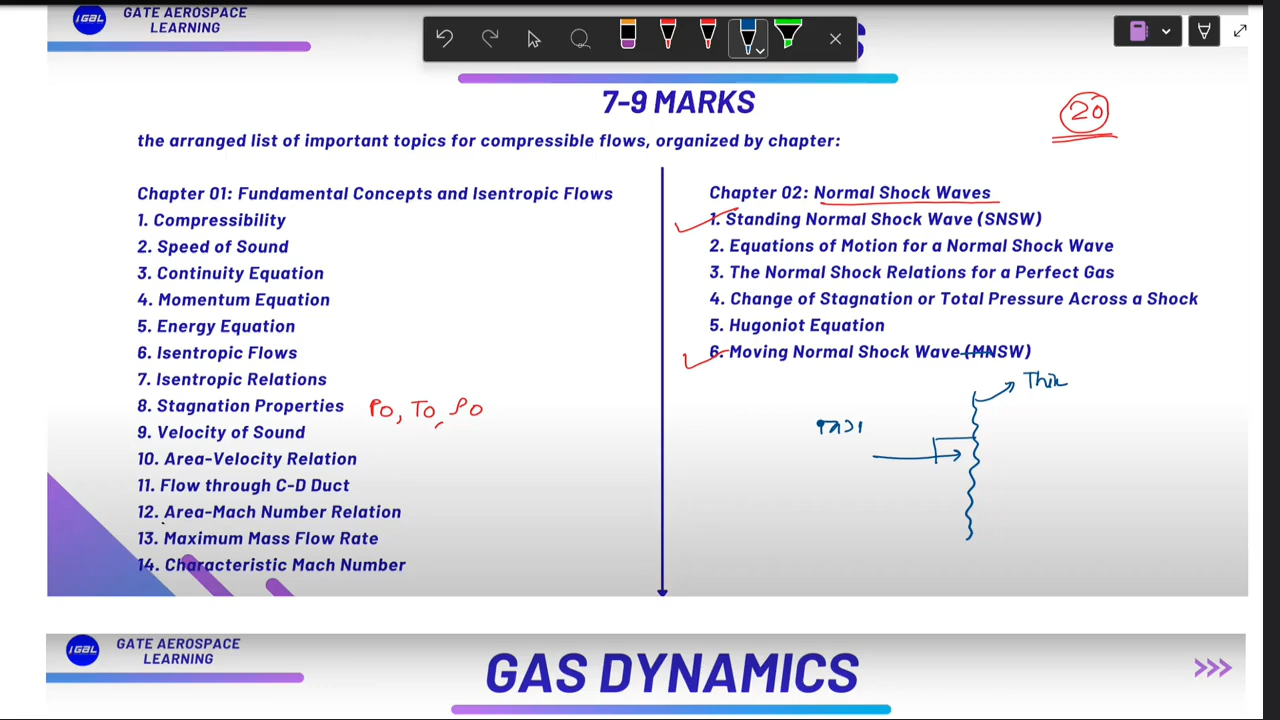 GATE AEROSPACE
LEARNING
IGBL
7-9 MARKS
20
the arranged list of important topics for compressible flows, organized by chapter:
Chapter 01: Fundamental Concepts and Isentropic Flows
1. Compressibility
2. Speed of Sound
3. Continuity Equation
4. Momentum Equation
5. Energy Equation
6. Isentropic Flows
7. Isentropic Relations
8. Stagnation Properties P0, T0, ρ0
9. Velocity of Sound
10. Area-Velocity Relation
11. Flow through C-D Duct
12. Area-Mach Number Relation
13. Maximum Mass Flow Rate
14. Characteristic Mach Number
Chapter 02: Normal Shock Waves
1. Standing Normal Shock Wave (SNSW)
2. Equations of Motion for a Normal Shock Wave
3. The Normal Shock Relations for a Perfect Gas
4. Change of Stagnation or Total Pressure Across a Shock
5. Hugoniot Equation
6. Moving Normal Shock Wave (MNSW)
Thin
GATE AEROSPACE
LEARNING
IGBL
GAS DYNAMICS